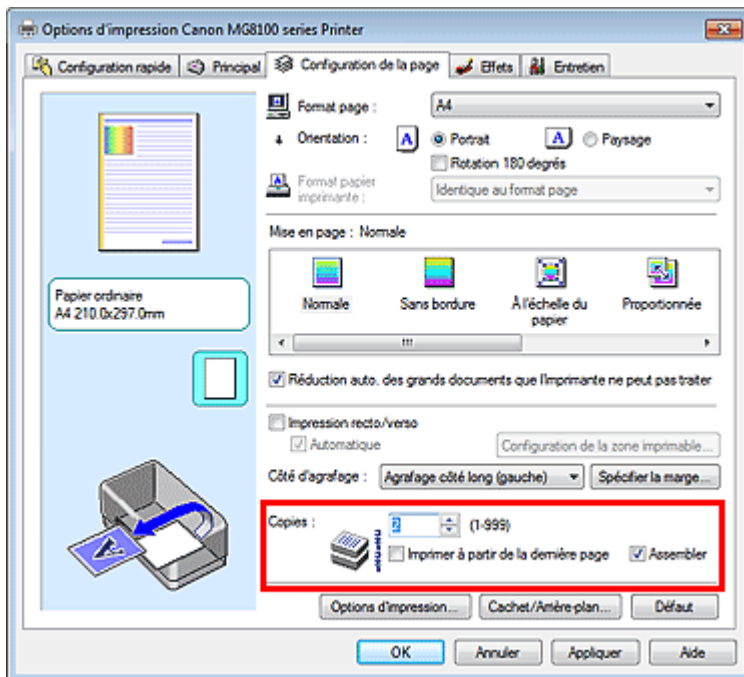 Options d'impression Canon MG8100 series Printer
Configuration rapide
Principal
Configuration de la page
Effets
Entretien
Format page :
A4
Orientation :
A
Portrait
A
Paysage
Rotation 180 degrés
Format papier
imprimante :
Identique au format page
Mise en page : Normale
Normale
Sans bordure
À l'échelle du
papier
Proportionnée
Papier ordinaire
A4 210.0x297.0mm
Réduction auto. des grands documents que l'imprimante ne peut pas traiter
Impression recto/verso
Automatique
Configuration de la zone imprimable...
Côté d'agrafage :
Agrafage côté long (gauche)
Spécifier la marge...
Copies :
2
(1-999)
Imprimer à partir de la dernière page
Assembler
Options d'impression...
Cachet/Arrière-plan...
Défaut
OK
Annuler
Appliquer
Aide